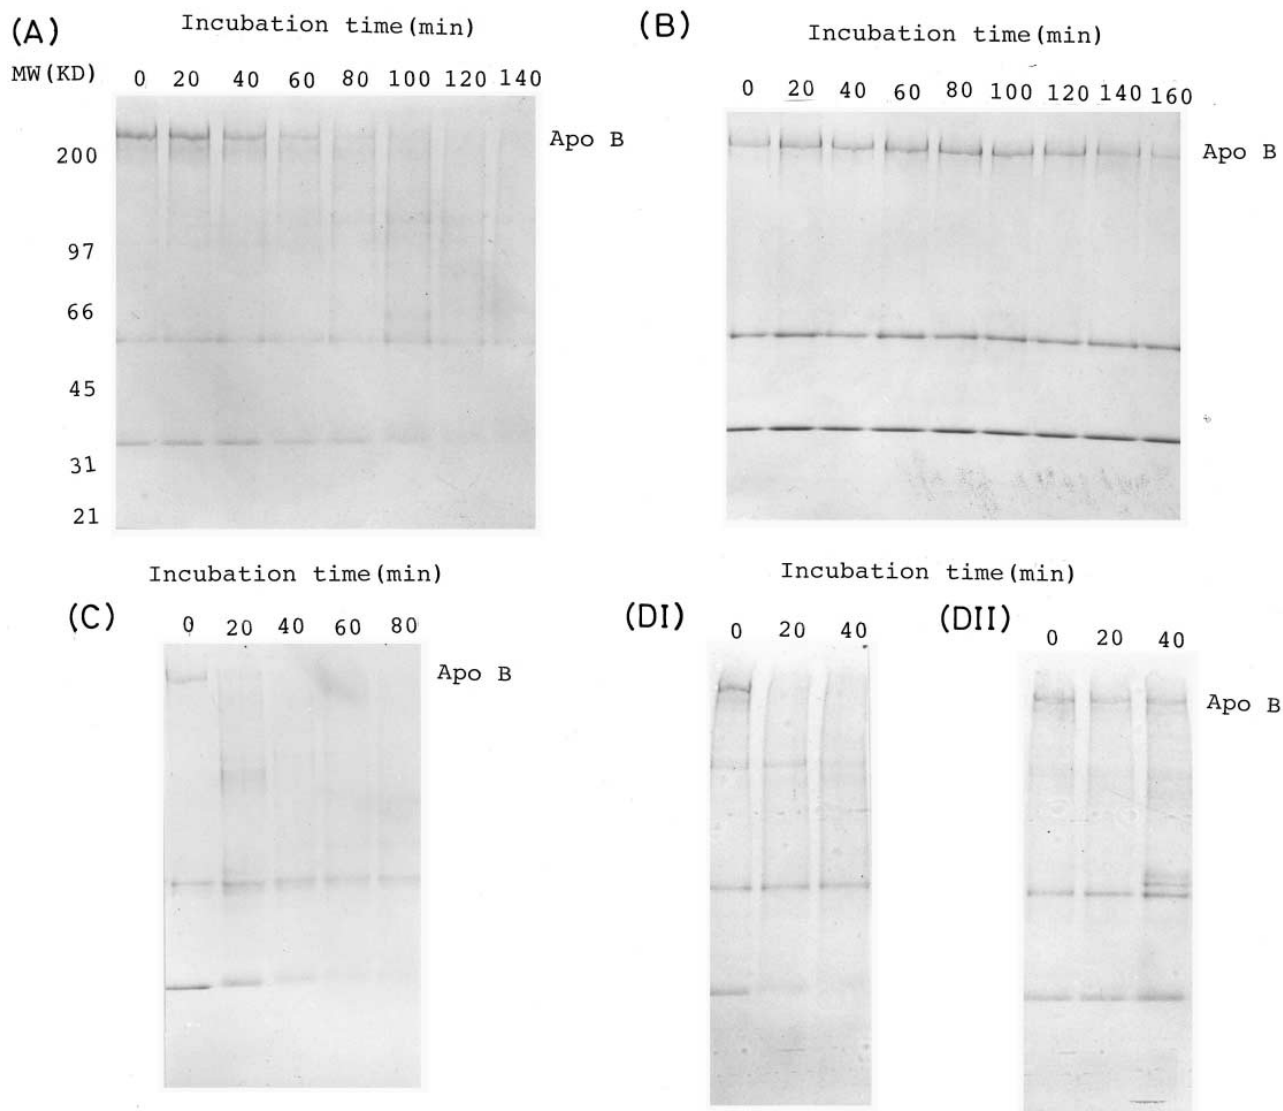 (A) Incubation time(min)
MW(KD) 0 20 40 60 80 100 120 140
Apo B
200
97
66
45
31
21
(B) Incubation time(min)
0 20 40 60 80 100 120 140 160
Apo B
Incubation time(min)
(C) 0 20 40 60 80
Apo B
Incubation time(min)
(DI) 0 20 40
(DII) 0 20 40
Apo B